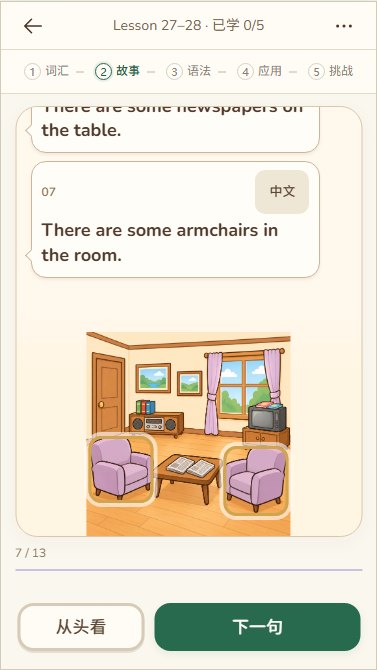 Lesson 27–28 · 已学 0/5
1 词汇 — 2 故事 — 3 语法 — 4 应用 — 5 挑战
There are some newspapers on
the table.
07 中文
There are some armchairs in
the room.
7 / 13
从头看 下一句